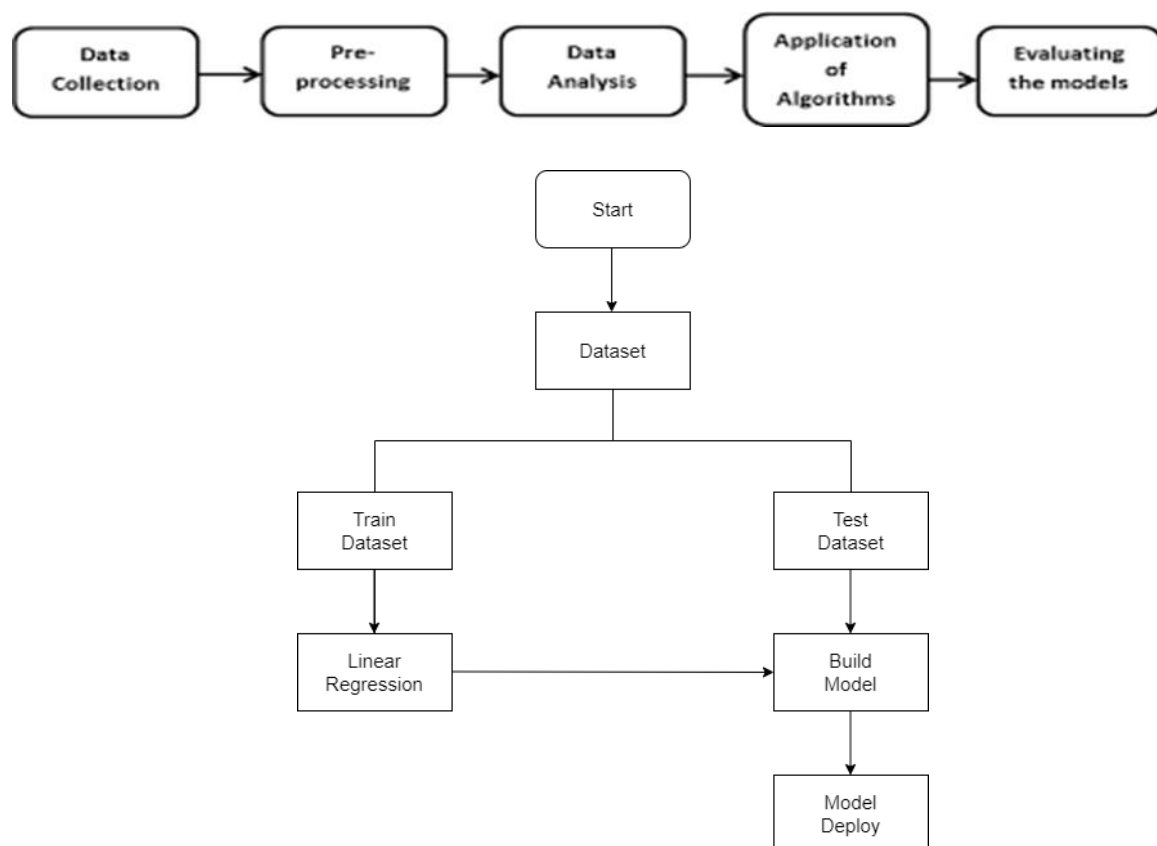 Data
Collection
Pre-
processing
Data
Analysis
Application
of
Algorithms
Evaluating
the models
Start
Dataset
Train
Dataset
Test
Dataset
Linear
Regression
Build
Model
Model
Deploy